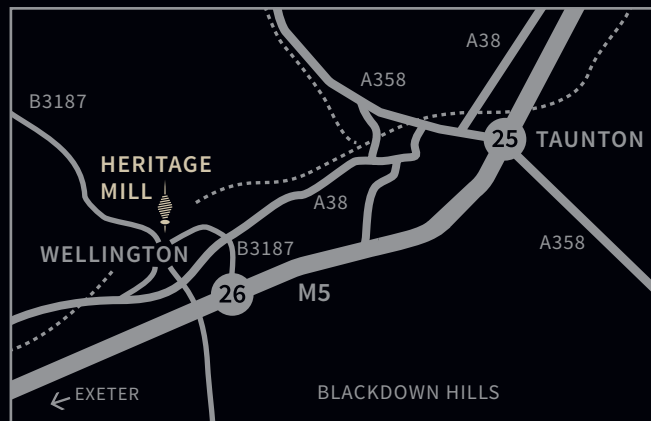 A38
A358
B3187
25
TAUNTON
HERITAGE
MILL
A38
A358
WELLINGTON
B3187
26
M5
EXETER
BLACKDOWN HILLS